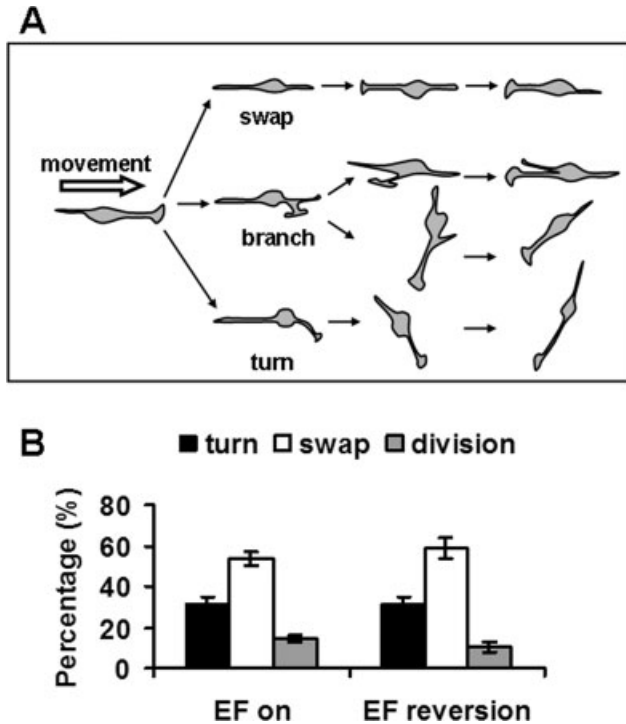 A
swap
movement
branch
turn
B
turn swap division
Percentage (%)
80
60
40
20
0
EF on EF reversion